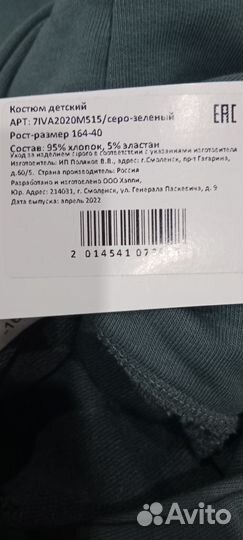 Костюм детский
EAC
АРТ: 7IVA2020M515/серо-зеленый
Рост-размер 164-40
Состав: 95% хлопок, 5% эластан
Уход за изделием строго в соответствии с указаниями изготовителя
Изготовитель: ИП Поляков В.В., адрес: г.Смоленск, пр-т Гагарина,
д.60/5. Страна производитель: Россия
Разработано и изготовлено ООО Хэппи,
Юр. Адрес: 214031, г. Смоленск, ул. Генерала Паскевича, д. 9
Дата выпуска: апрель 2022
2 014541 07
Avito